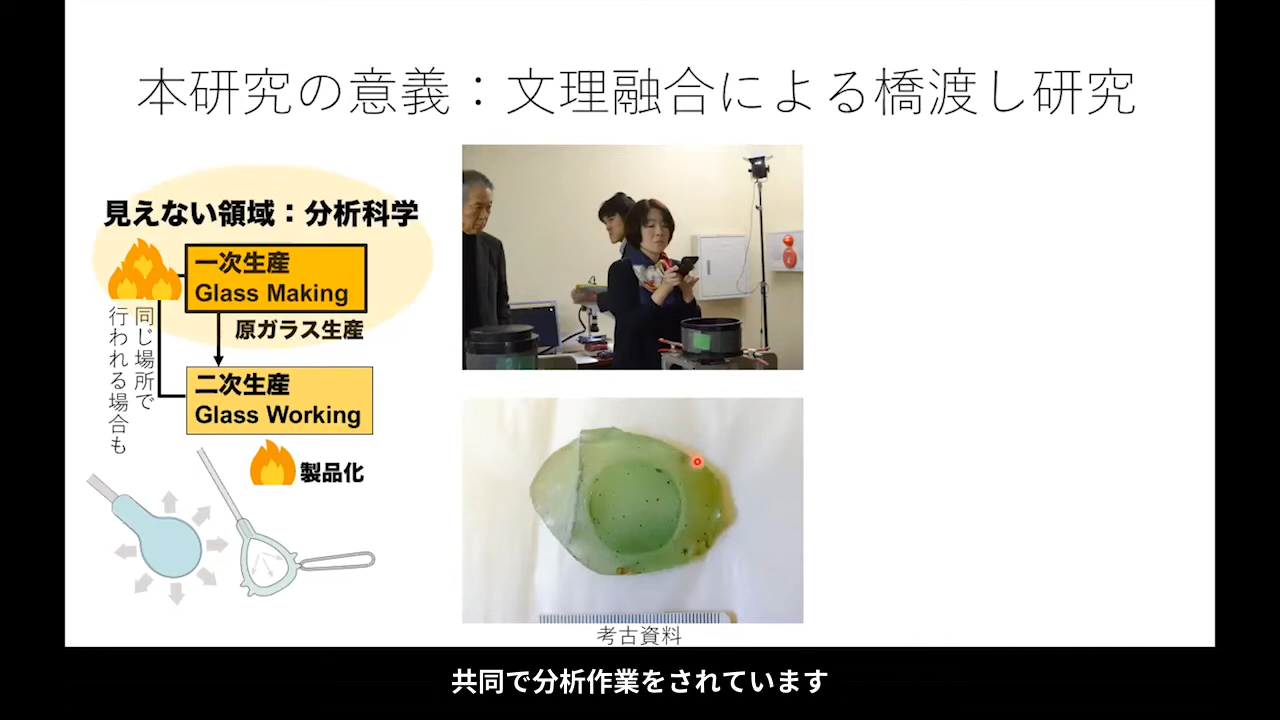 本研究の意義：文理融合による橋渡し研究
見えない領域：分析科学
一次生産
Glass Making
原ガラス生産
同じ場所で
行われる場合も
二次生産
Glass Working
製品化
考古資料
共同で分析作業をされています